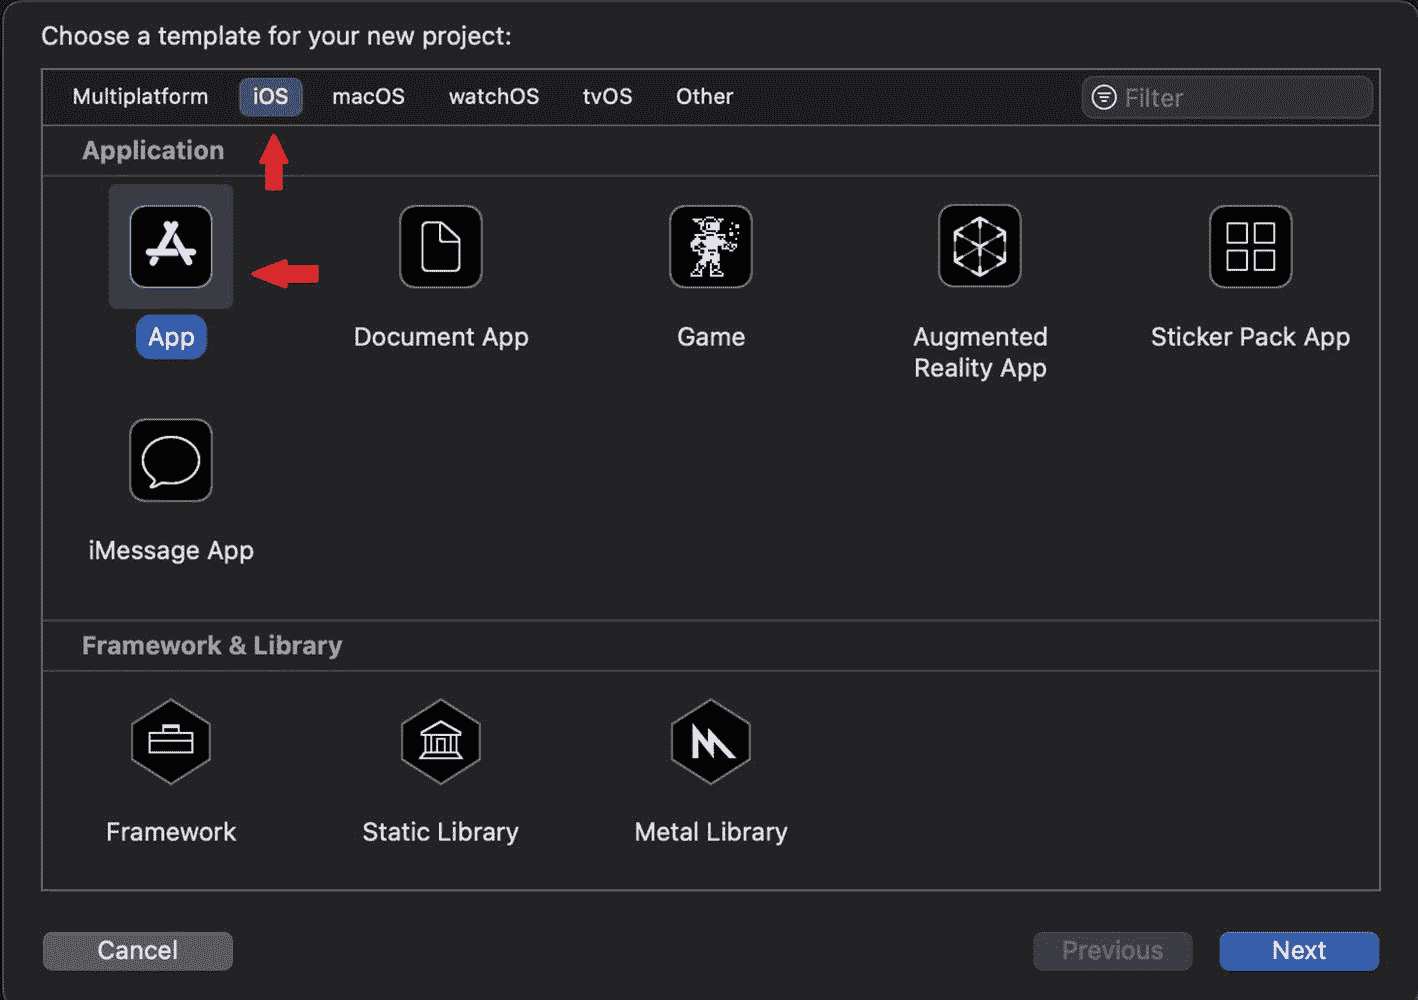 Choose a template for your new project:
Multiplatform iOS macOS watchOS tvOS Other Filter
Application
App Document App Game Augmented Reality App Sticker Pack App
iMessage App
Framework & Library
Framework Static Library Metal Library
Cancel Previous Next